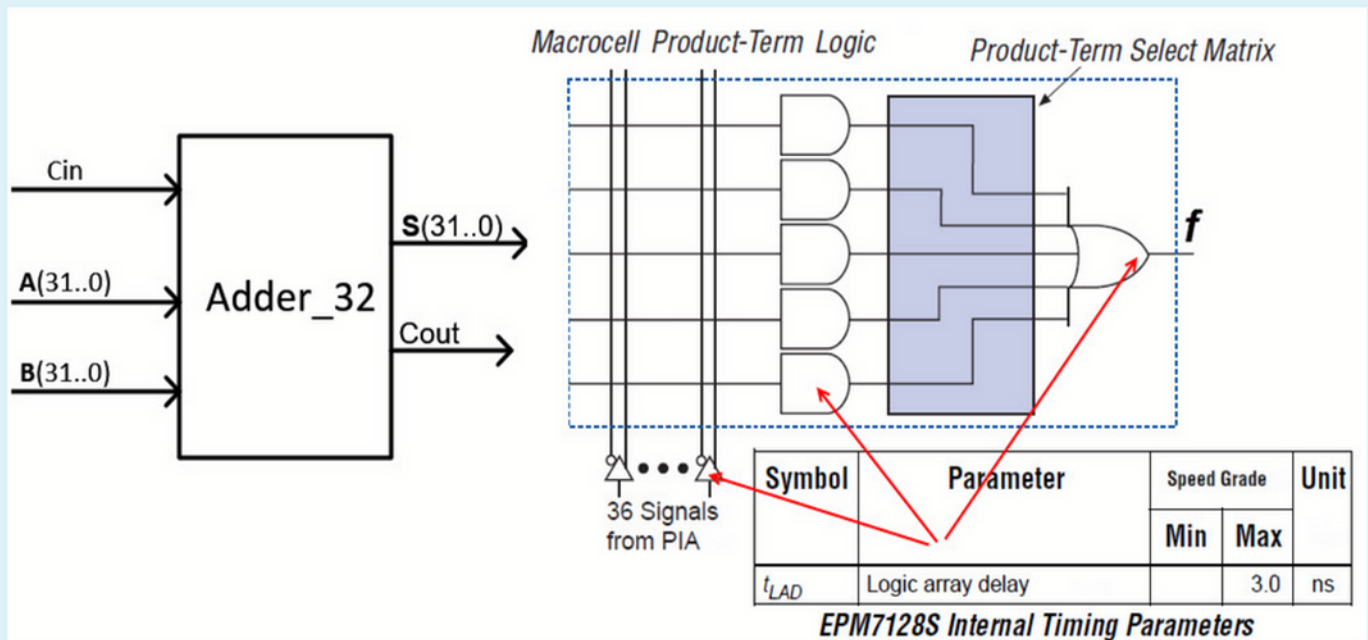 Macrocell Product-Term Logic
Product-Term Select Matrix
Cin
A(31..0)
B(31..0)
Adder_32
S(31..0)
Cout
f
36 Signals
from PIA
Symbol Parameter Speed Grade Unit
Min Max
tLAD Logic array delay 3.0 ns
EPM7128S Internal Timing Parameters